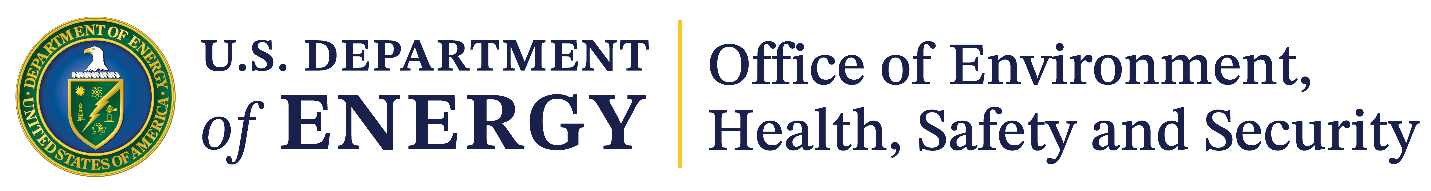 DEPARTMENT OF ENERGY
UNITED STATES OF AMERICA
U.S. DEPARTMENT
of ENERGY
Office of Environment,
Health, Safety and Security